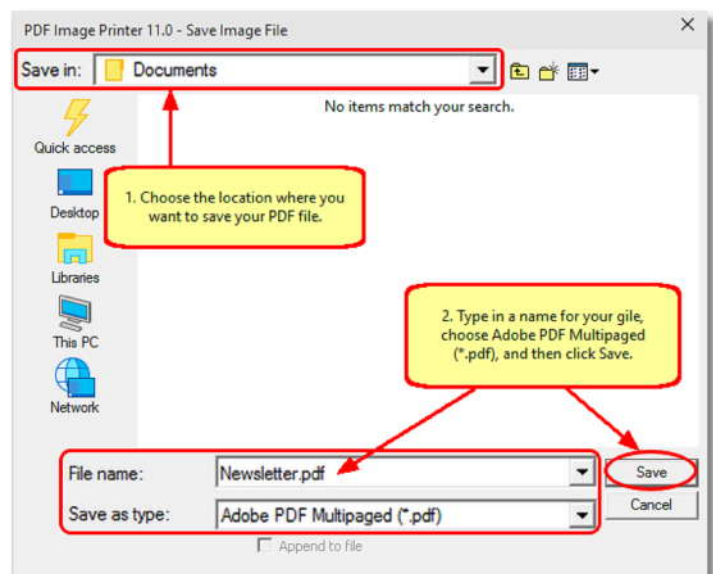 PDF Image Printer 11.0 - Save Image File
Save in: Documents
No items match your search.
Quick access
1. Choose the location where you
want to save your PDF file.
Desktop
Libraries
2. Type in a name for your gile,
choose Adobe PDF Multipaged
(*.pdf), and then click Save.
This PC
Network
File name: Newsletter.pdf Save
Save as type: Adobe PDF Multipaged (*.pdf) Cancel
Append to file